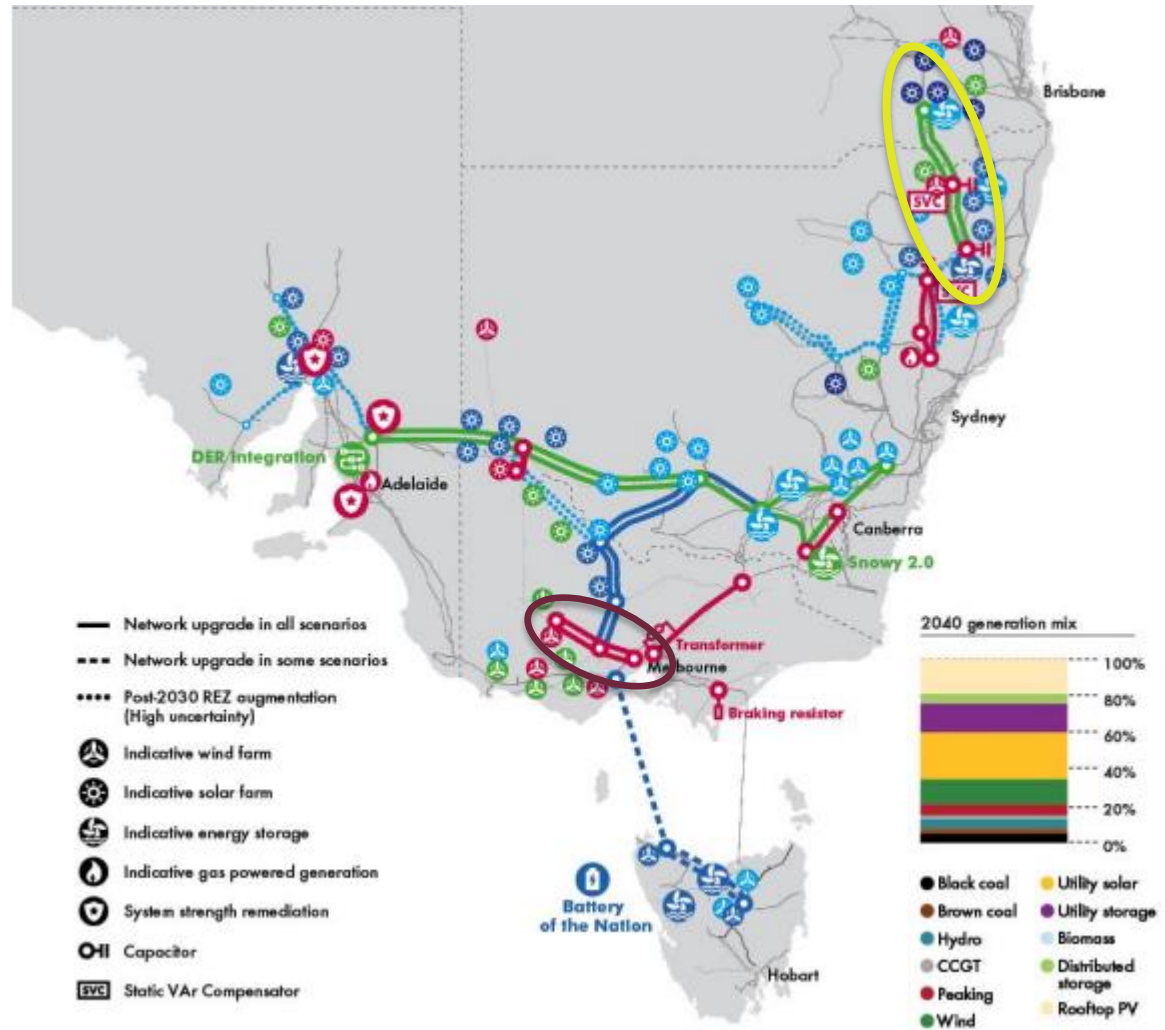 Brisbane
SVC
SVC
Sydney
DER integration
Adelaide
Canberra
Snowy 2.0
Transformer
Melbourne
Braking resistor
Battery
of the Nation
Hobart
Network upgrade in all scenarios
Network upgrade in some scenarios
Post-2030 REZ augmentation
(High uncertainty)
Indicative wind farm
Indicative solar farm
Indicative energy storage
Indicative gas powered generation
System strength remediation
Capacitor
SVC Static VAr Compensator
2040 generation mix
100%
80%
60%
40%
20%
0%
Black coal
Brown coal
Hydro
CCGT
Peaking
Wind
Utility solar
Utility storage
Biomass
Distributed
storage
Rooftop PV